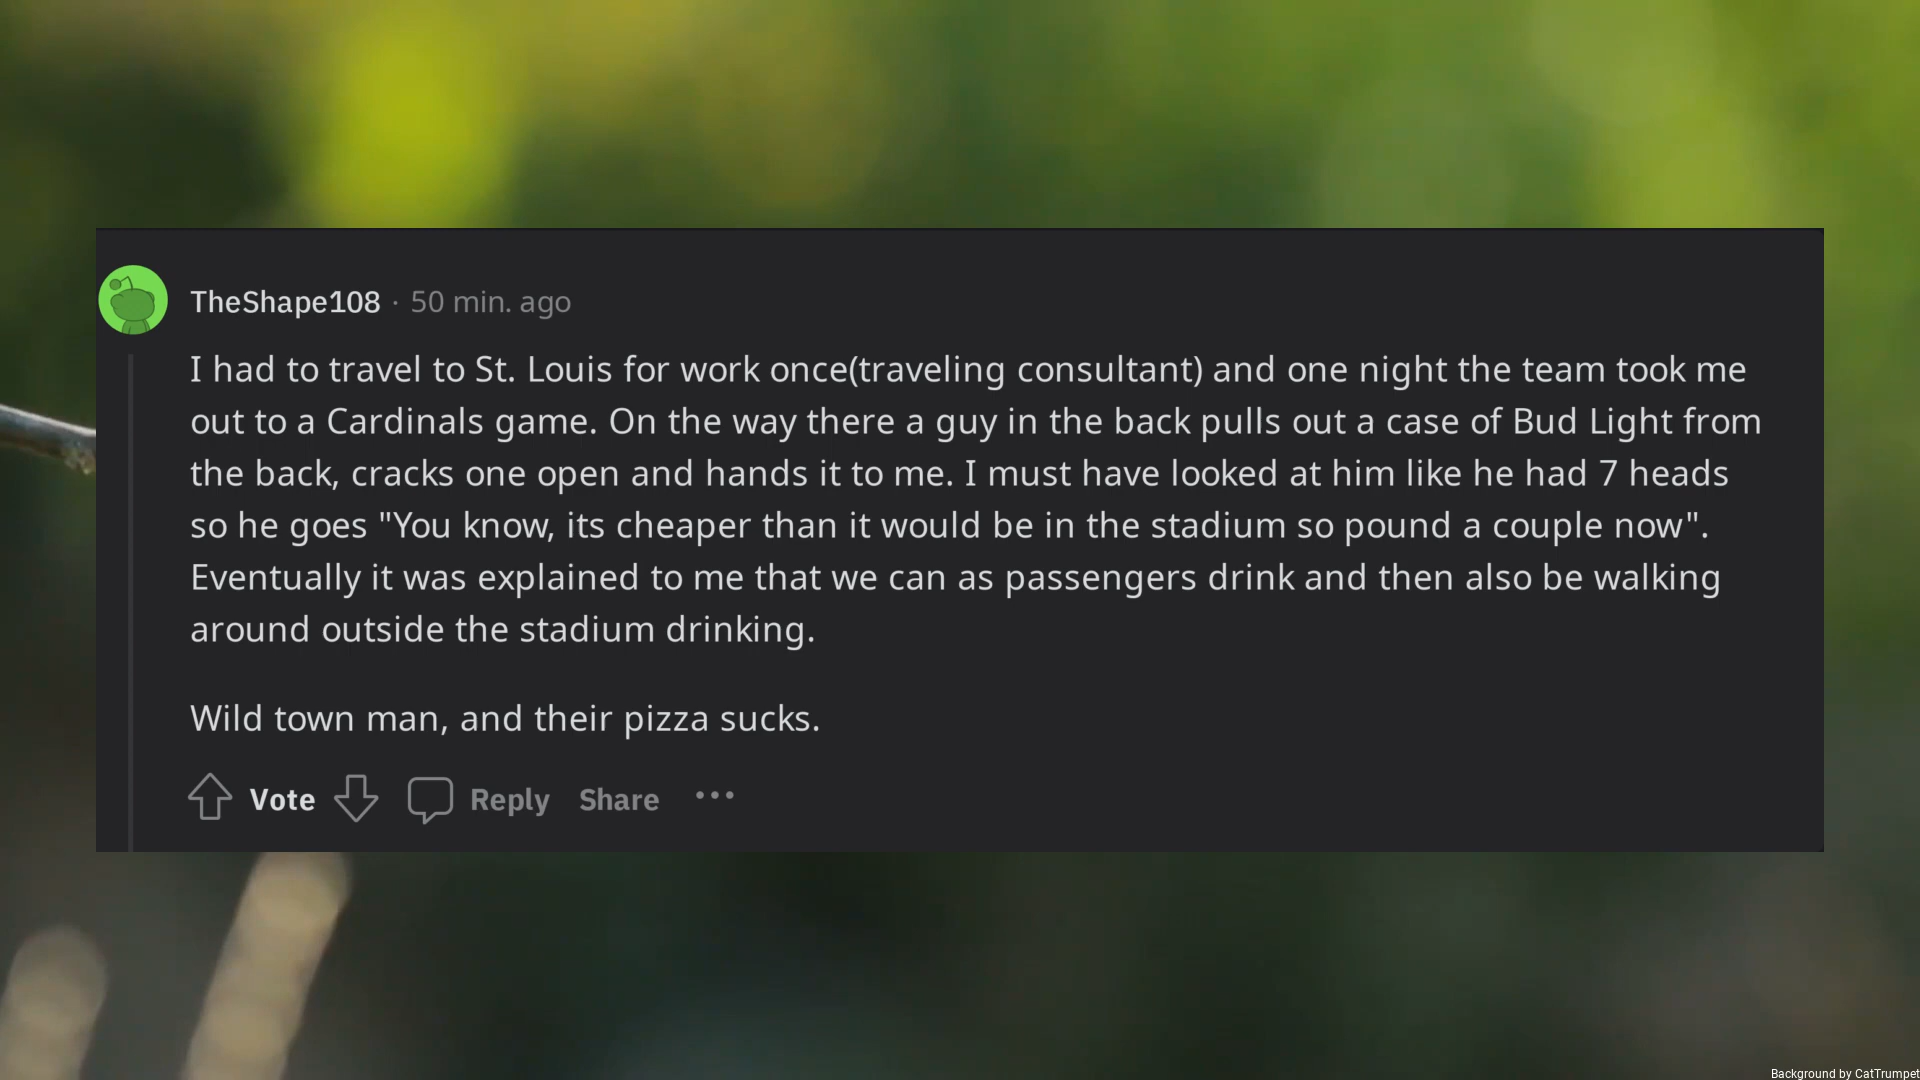 TheShape108 · 50 min. ago
I had to travel to St. Louis for work once(traveling consultant) and one night the team took me
out to a Cardinals game. On the way there a guy in the back pulls out a case of Bud Light from
the back, cracks one open and hands it to me. I must have looked at him like he had 7 heads
so he goes "You know, its cheaper than it would be in the stadium so pound a couple now".
Eventually it was explained to me that we can as passengers drink and then also be walking
around outside the stadium drinking.
Wild town man, and their pizza sucks.
Vote Reply Share ···
Background by CatTrumpet